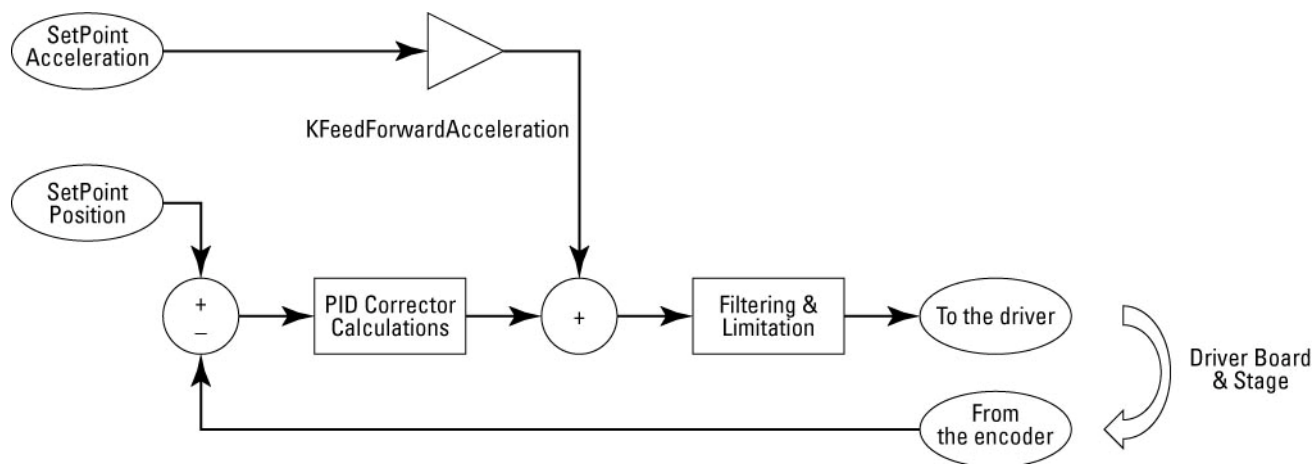 SetPoint
Acceleration
KFeedForwardAcceleration
SetPoint
Position
+
–
PID Corrector
Calculations
+
Filtering &
Limitation
To the driver
Driver Board
& Stage
From
the encoder